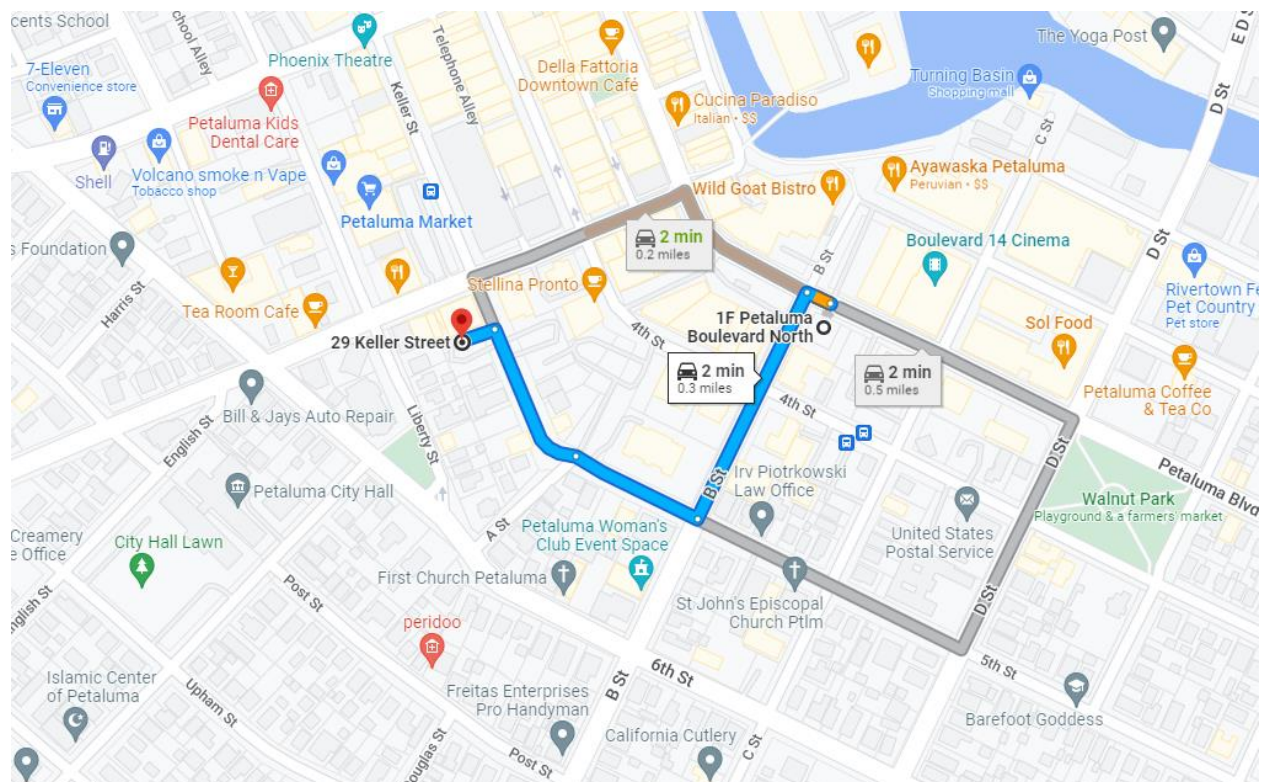 cents School
School Alley
7-Eleven
Convenience store
Phoenix Theatre
Telephone Alley
Keller St
Della Fattoria
Downtown Café
The Yoga Post
D St
Turning Basin
Shopping mall
C St
Petaluma Kids
Dental Care
Cucina Paradiso
Italian • $$
Shell
Volcano smoke n Vape
Tobacco shop
Petaluma Market
Wild Goat Bistro
Ayawaska Petaluma
Peruvian • $$
s Foundation
Harris St
2 min
0.2 miles
Boulevard 14 Cinema
D St
B St
Rivertown Fe
Pet Country
Pet store
Tea Room Cafe
Stellina Pronto
29 Keller Street
1F Petaluma
Boulevard North
4th St
Sol Food
2 min
0.3 miles
2 min
0.5 miles
4th St
Petaluma Coffee
& Tea Co
Bill & Jays Auto Repair
English St
Liberty St
D St
Petaluma Blvd
Irv Piotrkowski
Law Office
B St
Petaluma City Hall
Walnut Park
Playground & a farmers' market
A St
Petaluma Woman's
Club Event Space
United States
Postal Service
Creamery
e Office
City Hall Lawn
First Church Petaluma
St John's Episcopal
Church Ptlm
English St
Post St
D St
peridoo
6th St
5th St
Islamic Center
of Petaluma
Upham St
B St
Freitas Enterprises
Pro Handyman
Barefoot Goddess
California Cutlery
C St
Douglas St
Post St